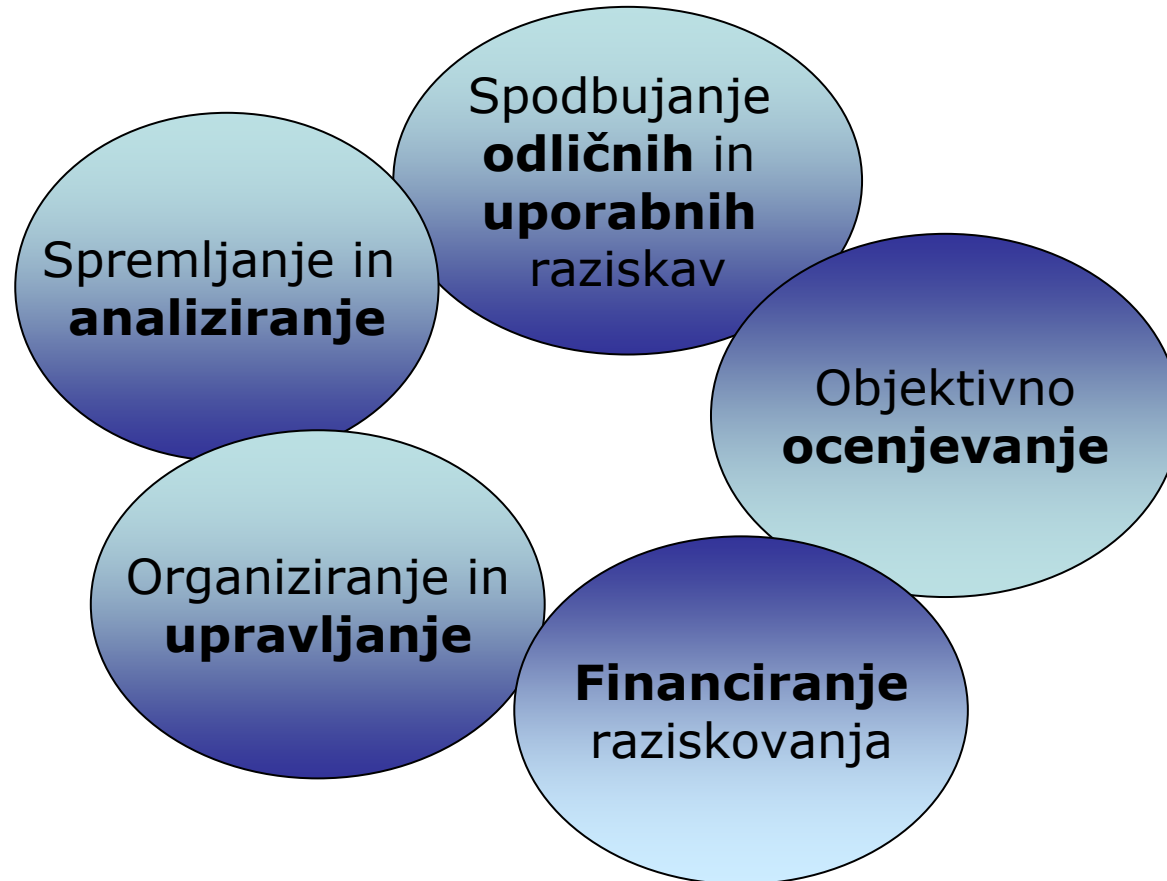 Spodbujanje
odličnih in
uporabnih
raziskav
Spremljanje in
analiziranje
Objektivno
ocenjevanje
Organiziranje in
upravljanje
Financiranje
raziskovanja